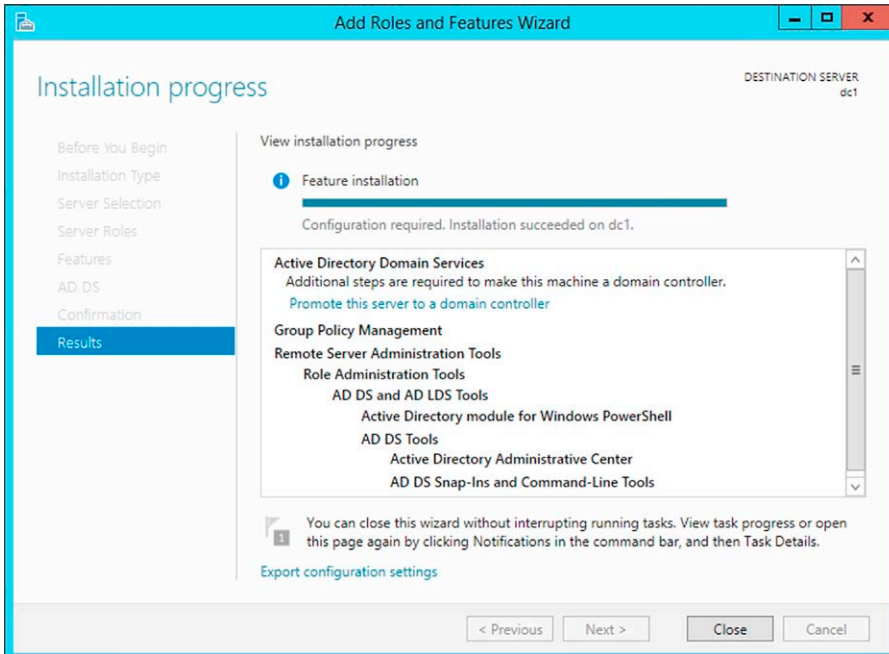 Add Roles and Features Wizard
Installation progress
DESTINATION SERVER
dc1
Before You Begin
Installation Type
Server Selection
Server Roles
Features
AD DS
Confirmation
Results
View installation progress
Feature installation
Configuration required. Installation succeeded on dc1.
Active Directory Domain Services
Additional steps are required to make this machine a domain controller.
Promote this server to a domain controller
Group Policy Management
Remote Server Administration Tools
Role Administration Tools
AD DS and AD LDS Tools
Active Directory module for Windows PowerShell
AD DS Tools
Active Directory Administrative Center
AD DS Snap-Ins and Command-Line Tools
1
You can close this wizard without interrupting running tasks. View task progress or open
this page again by clicking Notifications in the command bar, and then Task Details.
Export configuration settings
< Previous
Next >
Close
Cancel